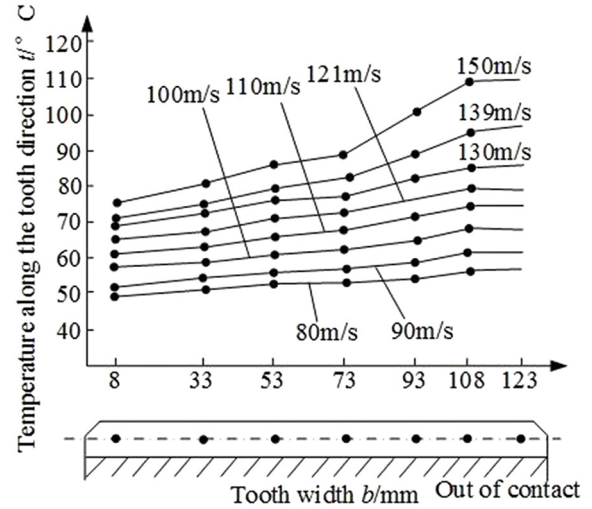 Temperature along the tooth direction t/° C
120
110
100
90
80
70
60
50
40
100m/s
110m/s
121m/s
150m/s
139m/s
130m/s
80m/s
90m/s
8 33 53 73 93 108 123
Tooth width b/mm
Out of contact